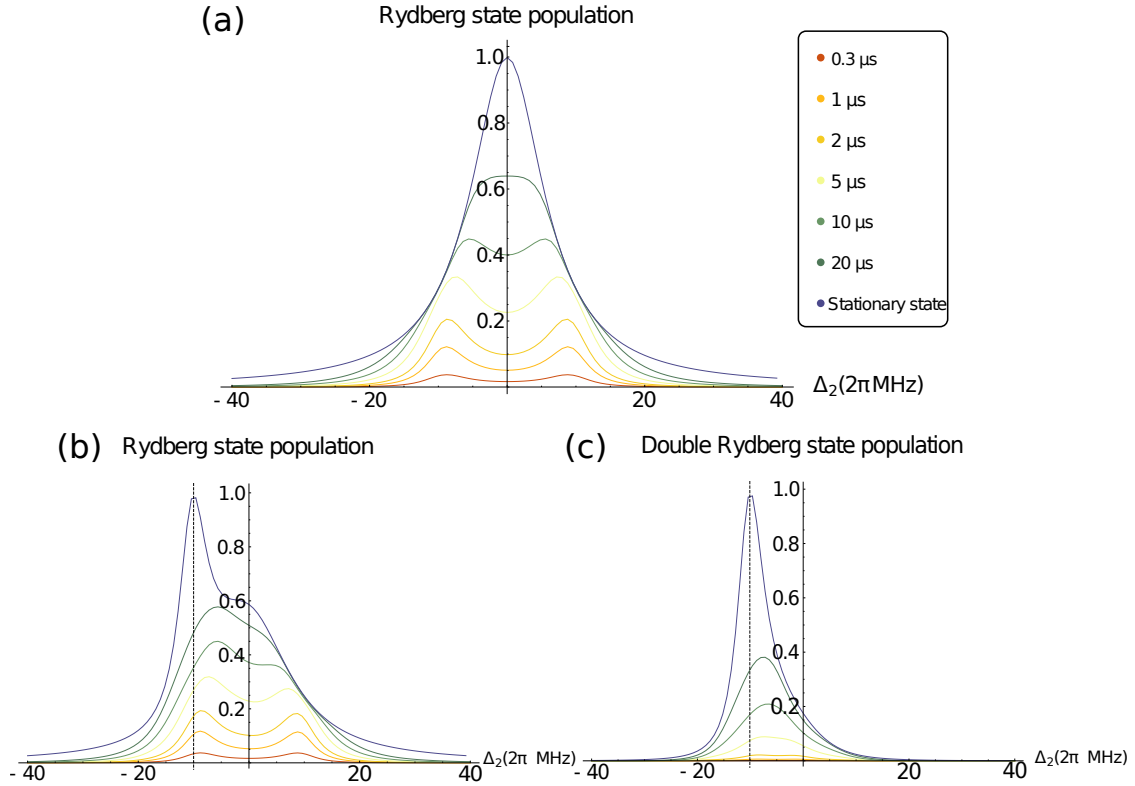 (a)
Rydberg state population
1.0
0.8
0.6
0.4
0.2
- 40
- 20
20
40
Δ₂(2π MHz)
0.3 µs
1 µs
2 µs
5 µs
10 µs
20 µs
Stationary state
(b)
Rydberg state population
1.0
0.8
0.6
0.4
0.2
- 40
- 20
20
40
Δ₂(2π MHz)
(c)
Double Rydberg state population
1.0
0.8
0.6
0.4
0.2
- 40
- 20
20
40
Δ₂(2π MHz)